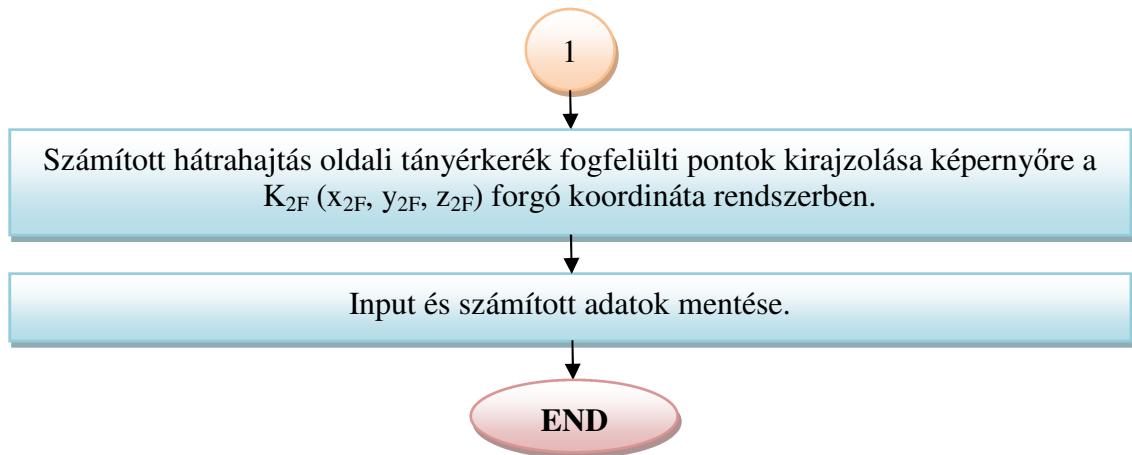 1
Számított hátrahajtás oldali tányérkerék fogfelülti pontok kirajzolása képernyőre a
K₂F (x₂F, y₂F, z₂F) forgó koordináta rendszerben.
Input és számított adatok mentése.
END